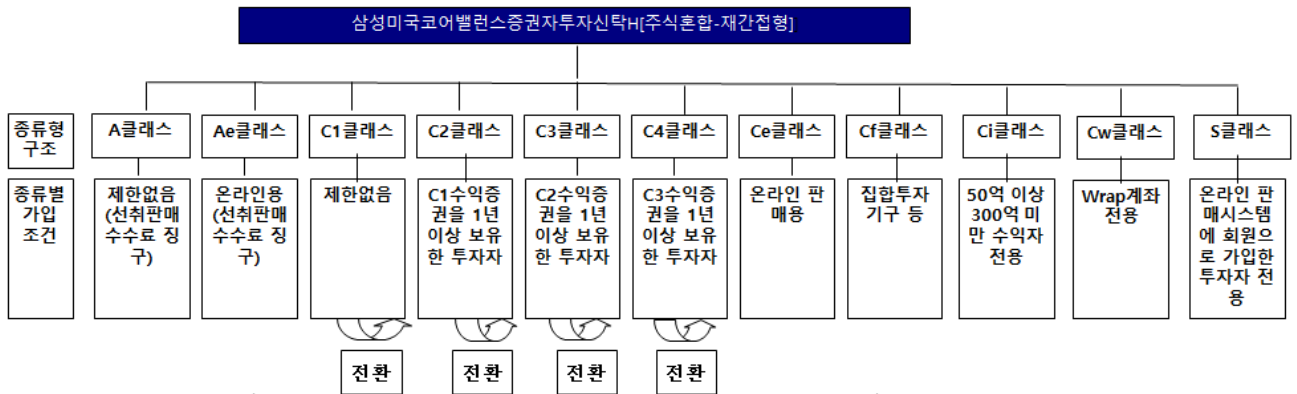 삼성미국코어밸런스증권자투자신탁H[주식혼합-재간접형]
종류형
구조
A클래스
Ae클래스
C1클래스
C2클래스
C3클래스
C4클래스
Ce클래스
Cf클래스
Ci클래스
Cw클래스
S클래스
종류별
가입
조건
제한없음
(선취판매
수수료 징
구)
온라인용
(선취판매
수수료 징
구)
제한없음
C1수익증
권을 1년
이상 보유
한 투자자
C2수익증
권을 1년
이상 보유
한 투자자
C3수익증
권을 1년
이상 보유
한 투자자
온라인 판
매용
집합투자
기구 등
50억 이상
300억 미
만 수익자
전용
Wrap계좌
전용
온라인 판
매시스템
에 회원으
로 가입한
투자자 전
용
전환
전환
전환
전환